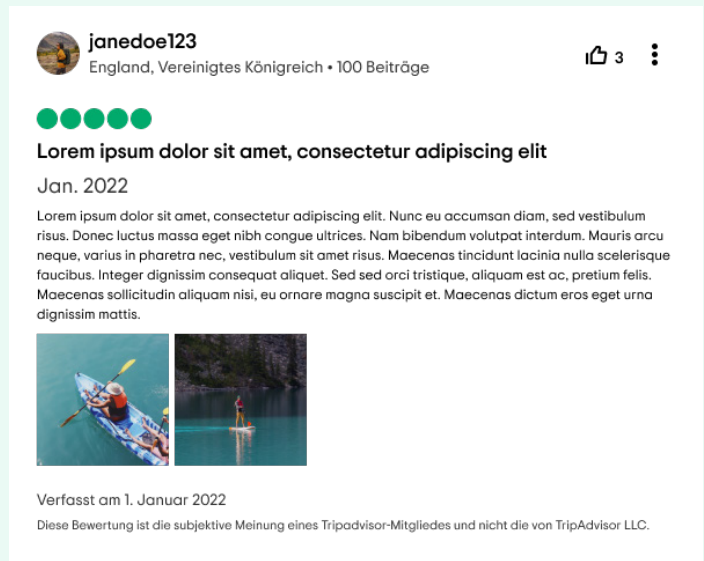 janedoe123
England, Vereinigtes Königreich • 100 Beiträge
3
Lorem ipsum dolor sit amet, consectetur adipiscing elit
Jan. 2022
Lorem ipsum dolor sit amet, consectetur adipiscing elit. Nunc eu accumsan diam, sed vestibulum
risus. Donec luctus massa eget nibh congue ultrices. Nam bibendum volutpat interdum. Mauris arcu
neque, varius in pharetra nec, vestibulum sit amet risus. Maecenas tincidunt lacinia nulla scelerisque
faucibus. Integer dignissim consequat aliquet. Sed sed orci tristique, aliquam est ac, pretium felis.
Maecenas sollicitudin aliquam nisi, eu ornare magna suscipit et. Maecenas dictum eros eget urna
dignissim mattis.
Verfasst am 1. Januar 2022
Diese Bewertung ist die subjektive Meinung eines Tripadvisor-Mitgliedes und nicht die von TripAdvisor LLC.